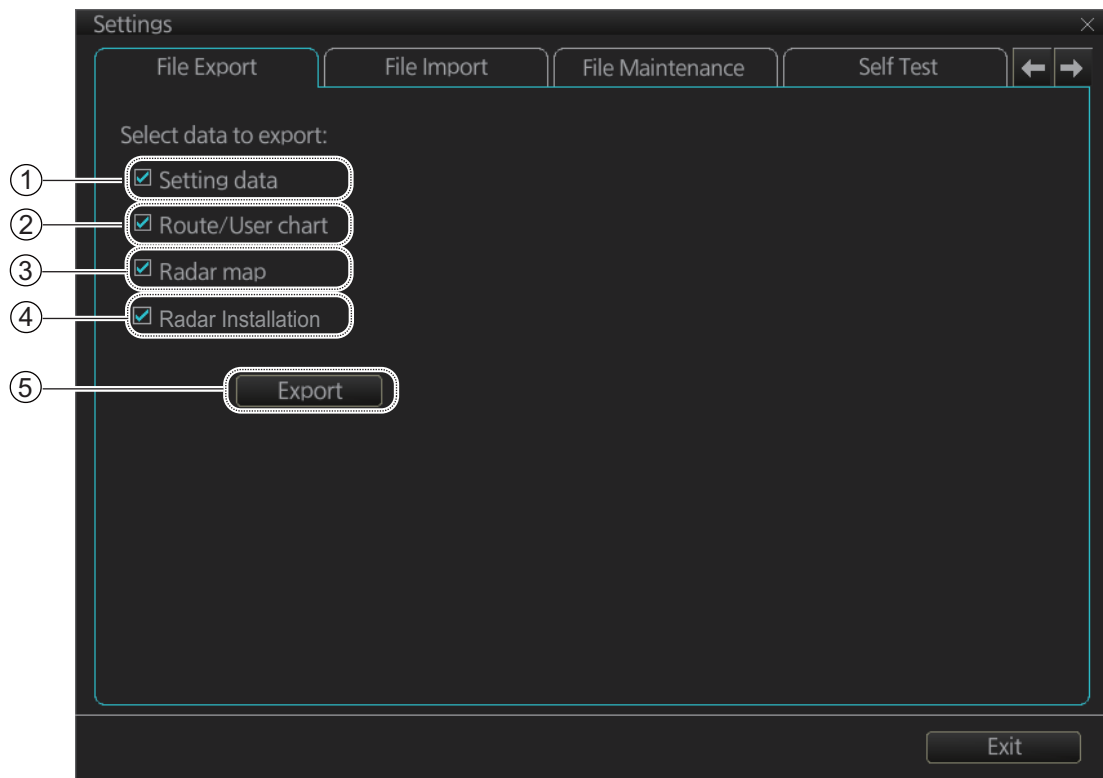 Settings
File Export
File Import
File Maintenance
Self Test
Select data to export:
1
Setting data
2
Route/User chart
3
Radar map
4
Radar Installation
5
Export
Exit